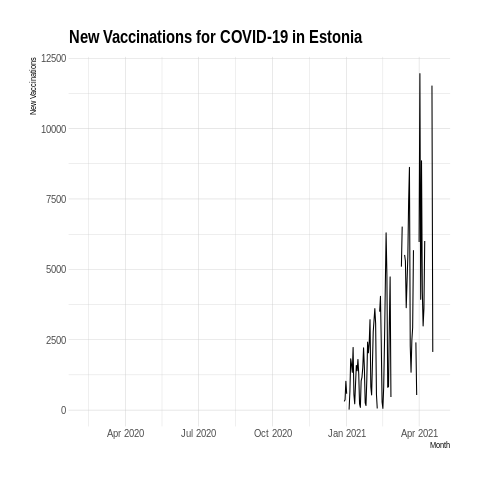 New Vaccinations for COVID-19 in Estonia
New Vaccinations
12500
10000
7500
5000
2500
0
Apr 2020 Jul 2020 Oct 2020 Jan 2021 Apr 2021
Month